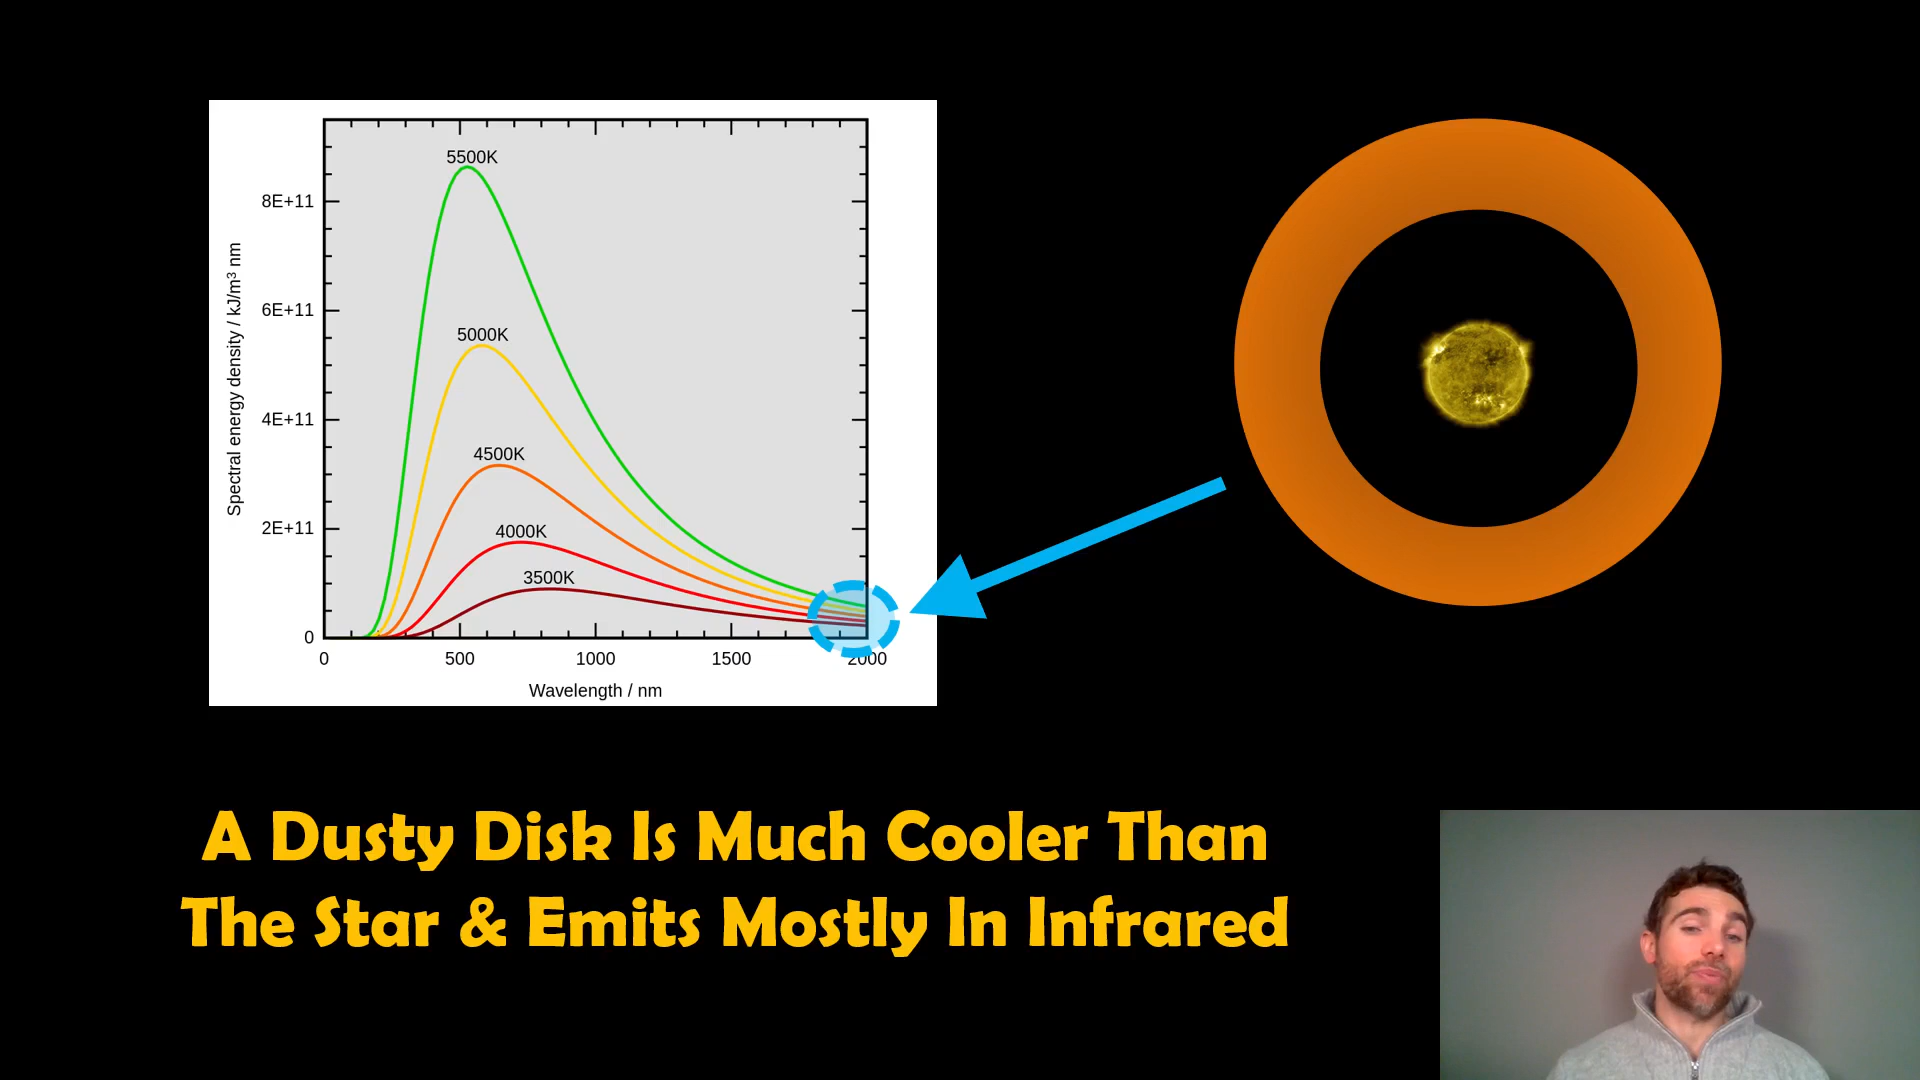 5500K
8E+11
5000K
6E+11
Spectral energy density / kJ/m³ nm
4E+11
4500K
4000K
2E+11
3500K
0
0
500
1000
1500
2000
Wavelength / nm
A Dusty Disk Is Much Cooler Than
The Star & Emits Mostly In Infrared